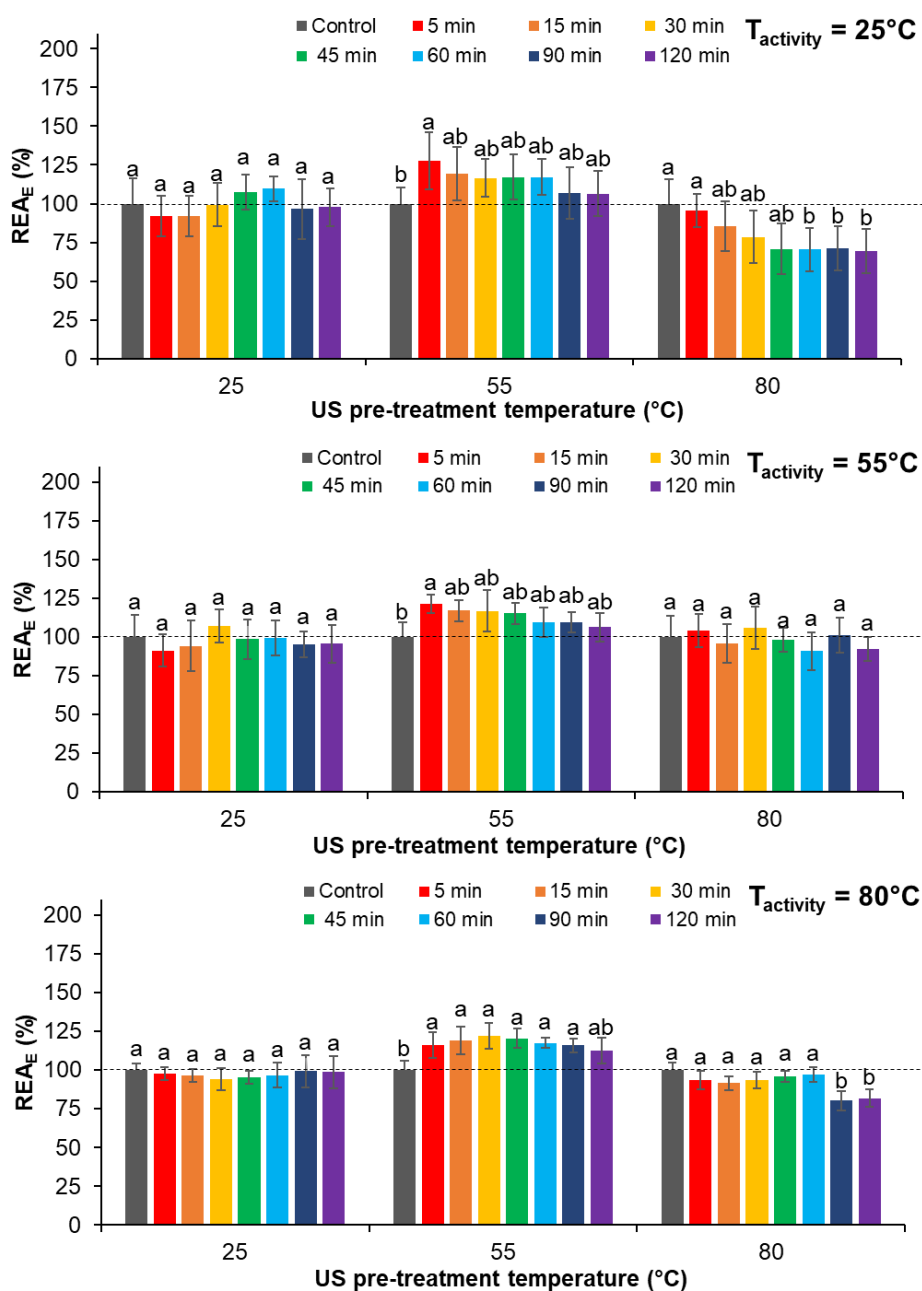 Control 5 min 15 min 30 min
45 min 60 min 90 min 120 min
T activity = 25°C
200
175
150
125
100
75
50
25
0
REA E (%)
a a a a a a a a
b a ab ab ab ab ab ab
a a ab ab ab b b b
25 55 80
US pre-treatment temperature (°C)
Control 5 min 15 min 30 min
45 min 60 min 90 min 120 min
T activity = 55°C
200
175
150
125
100
75
50
25
0
REA E (%)
a a a a a a a a
b a ab ab ab ab ab ab
a a a a a a a a
25 55 80
US pre-treatment temperature (°C)
Control 5 min 15 min 30 min
45 min 60 min 90 min 120 min
T activity = 80°C
200
175
150
125
100
75
50
25
0
REA E (%)
a a a a a a a a
b a a a a a a ab
a a a a a a b b
25 55 80
US pre-treatment temperature (°C)